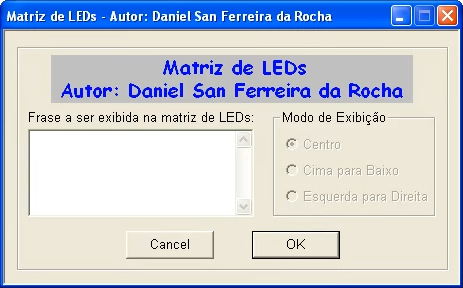 Matriz de LEDs - Autor: Daniel San Ferreira da Rocha
Matriz de LEDs
Autor: Daniel San Ferreira da Rocha
Frase a ser exibida na matriz de LEDs:
Modo de Exibição
Centro
Cima para Baixo
Esquerda para Direita
Cancel
OK